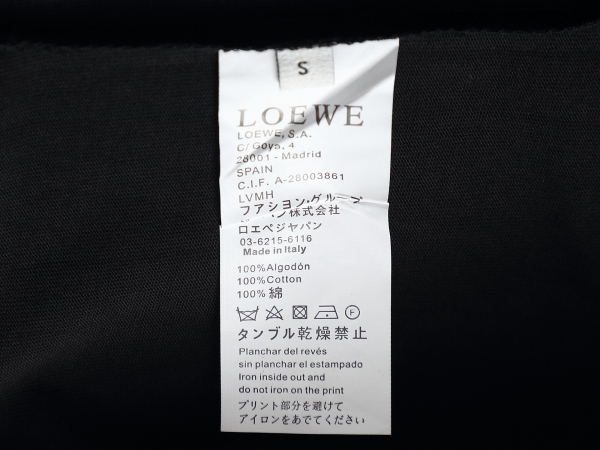 S
LOEWE
LOEWE, S.A.
C/ Goya, 4
28001 - Madrid
SPAIN
C.I.F. A-28003861
LVMH
ファション・グループ
株式会社
ロエベジャパン
03-6215-6116
Made in Italy
100%Algodón
100%Cotton
100% 綿
F
タンブル乾燥禁止
Planchar del revés
sin planchar el estampado
Iron inside out and
do not iron on the print
プリント部分を避けて
アイロンをあでてください